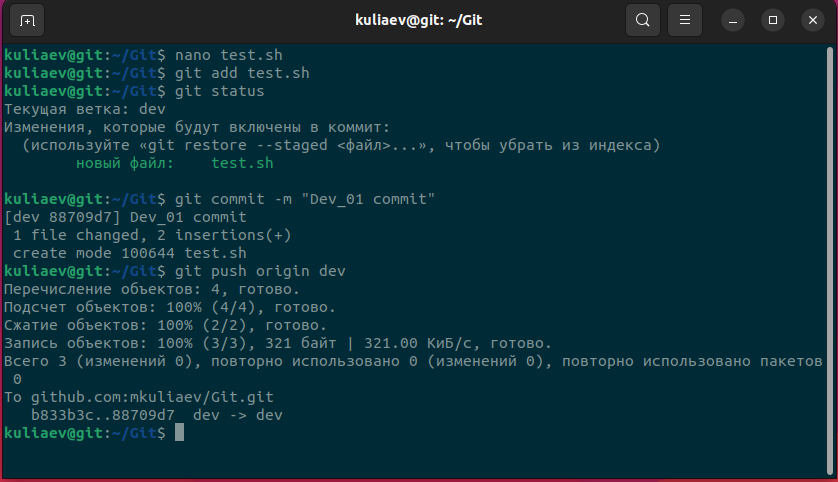 kuliaev@git: ~/Git
kuliaev@git:~/Git$ nano test.sh
kuliaev@git:~/Git$ git add test.sh
kuliaev@git:~/Git$ git status
Текущая ветка: dev
Изменения, которые будут включены в коммит:
  (используйте «git restore --staged <файл>...», чтобы убрать из индекса)
        новый файл:    test.sh
kuliaev@git:~/Git$ git commit -m "Dev_01 commit"
[dev 88709d7] Dev_01 commit
 1 file changed, 2 insertions(+)
 create mode 100644 test.sh
kuliaev@git:~/Git$ git push origin dev
Перечисление объектов: 4, готово.
Подсчет объектов: 100% (4/4), готово.
Сжатие объектов: 100% (2/2), готово.
Запись объектов: 100% (3/3), 321 байт | 321.00 КиБ/с, готово.
Всего 3 (изменений 0), повторно использовано 0 (изменений 0), повторно использовано пакетов
 0
To github.com:mkuliaev/Git.git
   b833b3c..88709d7  dev -> dev
kuliaev@git:~/Git$